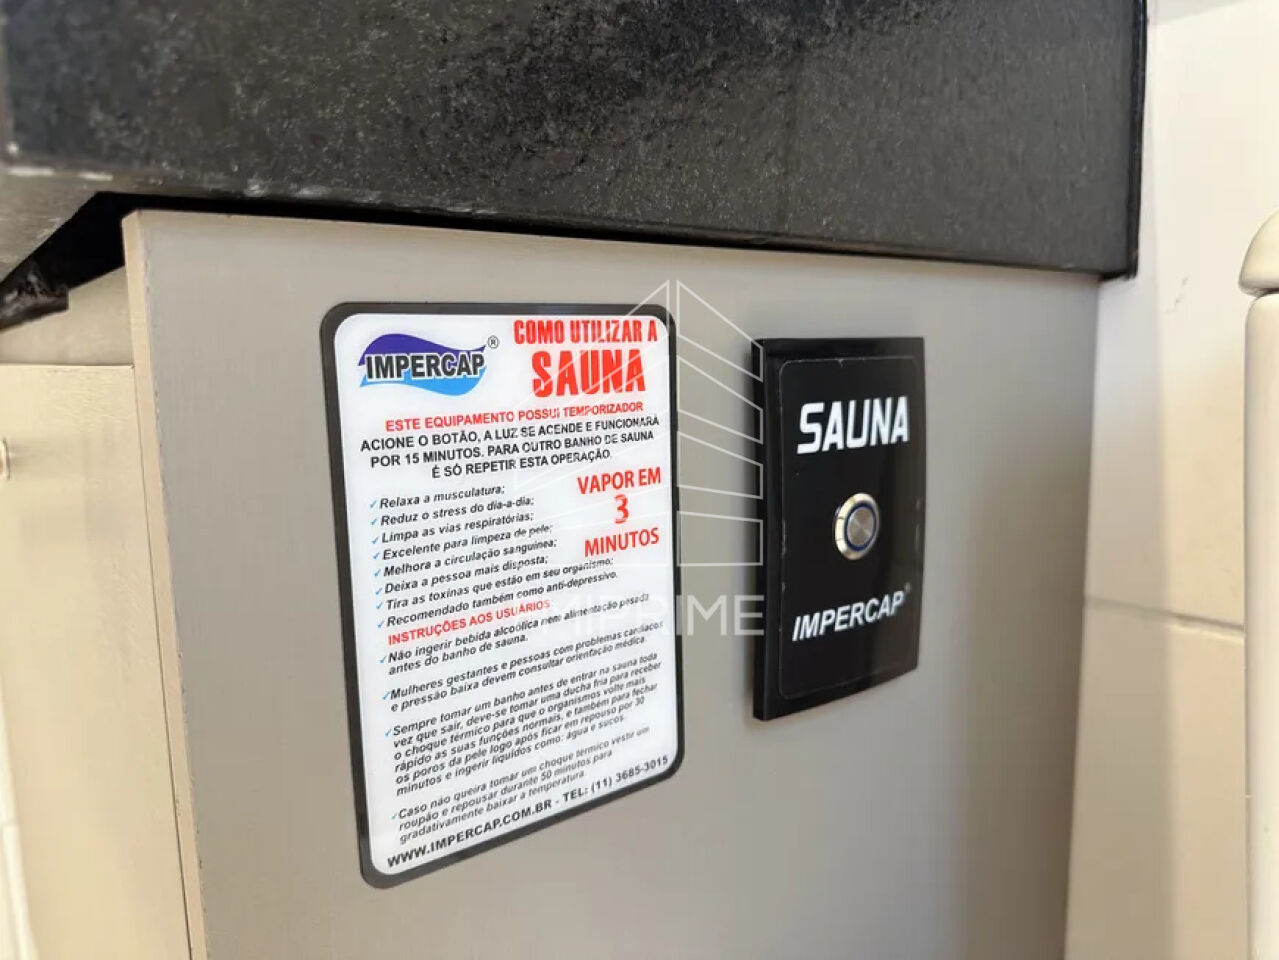 IMPERCAP®
COMO UTILIZAR A
SAUNA
ESTE EQUIPAMENTO POSSUI TEMPORIZADOR
ACIONE O BOTÃO, A LUZ SE ACENDE E FUNCIONARÁ
POR 15 MINUTOS. PARA OUTRO BANHO DE SAUNA
É SÓ REPETIR ESTA OPERAÇÃO.
✓Relaxa a musculatura;
✓Reduz o stress do dia-a-dia;
✓Limpa as vias respiratórias;
✓Excelente para limpeza de pele;
✓Melhora a circulação sanguínea;
✓Deixa a pessoa mais disposta;
✓Tira as toxinas que estão em seu organismo;
✓Recomendado também como anti-depressivo.
VAPOR EM
3
MINUTOS
INSTRUÇÕES AOS USUÁRIOS
✓Não ingerir bebida alcoólica nem alimentação pesada
antes do banho de sauna.
✓Mulheres gestantes e pessoas com problemas cardíacos
e pressão baixa devem consultar orientação médica.
✓Sempre tomar um banho antes de entrar na sauna toda
vez que sair, deve-se tomar uma ducha fria para receber
o choque térmico para que o organismos volte mais
rápido as suas funções normais, e também para fechar
os poros da pele logo após ficar em repouso por 30
minutos e ingerir líquidos como: água e sucos.
✓Caso não queira tomar um choque térmico vestir um
roupão e repousar durante 50 minutos para
gradativamente baixar a temperatura.
WWW.IMPERCAP.COM.BR - TEL: (11) 3685-3015
SAUNA
IMPERCAP®
MIPRIME